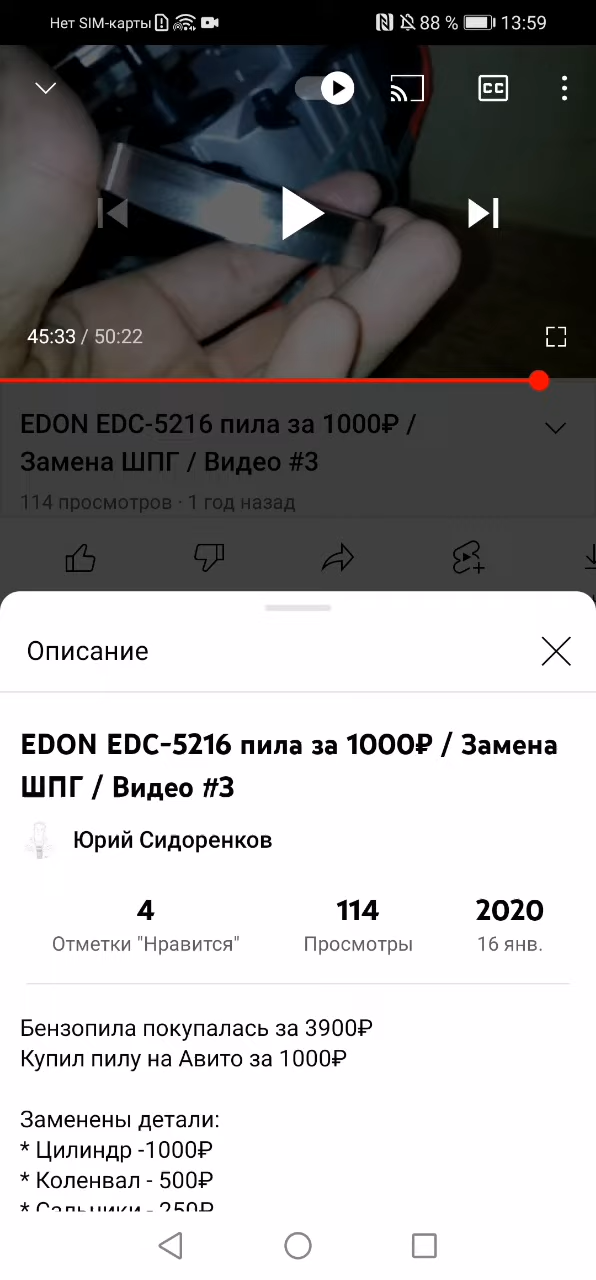 Нет SIM-карты 88 % 13:59
CC
45:33 / 50:22
EDON EDC-5216 пила за 1000₽ /
Замена ШПГ / Видео #3
114 просмотров · 1 год назад
Описание
EDON EDC-5216 пила за 1000₽ / Замена
ШПГ / Видео #3
Юрий Сидоренков
4 114 2020
Отметки "Нравится" Просмотры 16 янв.
Бензопила покупалась за 3900₽
Купил пилу на Авито за 1000₽
Заменены детали:
* Цилиндр -1000₽
* Коленвал - 500₽
* Сальники - 250₽